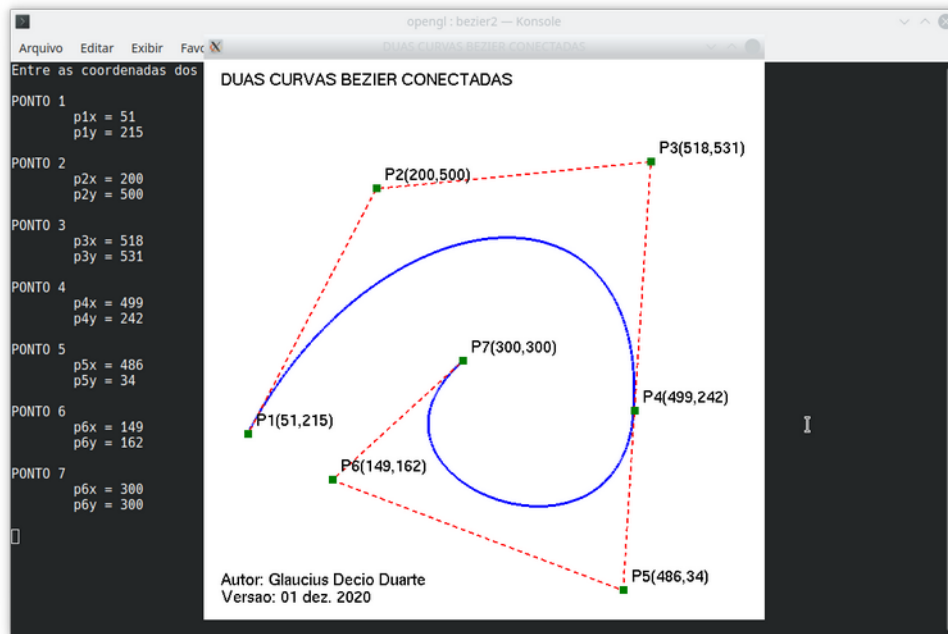 opengl : bezier2 — Konsole
Arquivo Editar Exibir Favo
DUAS CURVAS BEZIER CONECTADAS
Entre as coordenadas dos
PONTO 1
p1x = 51
p1y = 215
PONTO 2
p2x = 200
p2y = 500
PONTO 3
p3x = 518
p3y = 531
PONTO 4
p4x = 499
p4y = 242
PONTO 5
p5x = 486
p5y = 34
PONTO 6
p6x = 149
p6y = 162
PONTO 7
p6x = 300
p6y = 300
DUAS CURVAS BEZIER CONECTADAS
P3(518,531)
P2(200,500)
P7(300,300)
P4(499,242)
P1(51,215)
P6(149,162)
P5(486,34)
Autor: Glaucius Decio Duarte
Versao: 01 dez. 2020